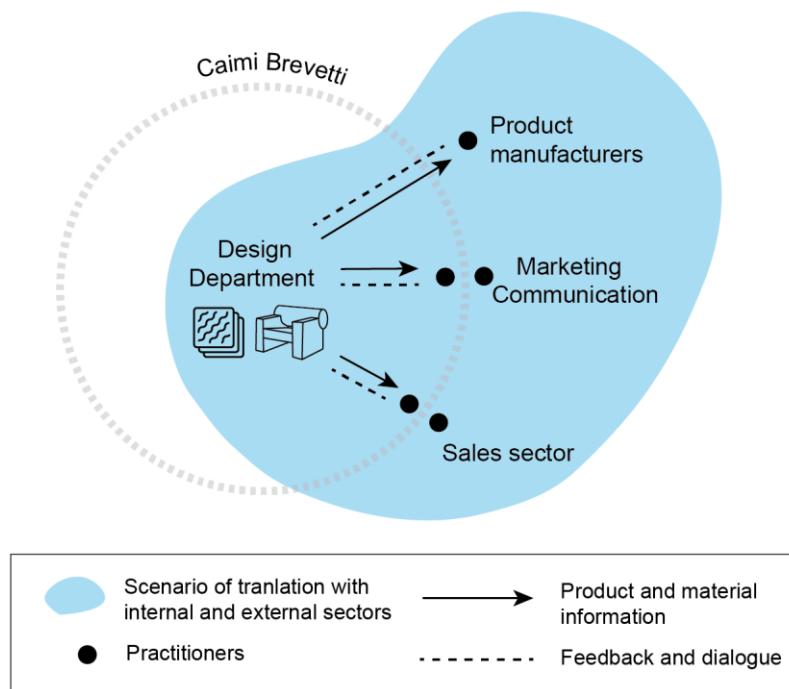 Caimi Brevetti
Product
manufacturers
Design
Department
Marketing
Communication
Sales sector
Scenario of tranlation with
internal and external sectors
Product and material
information
Practitioners
Feedback and dialogue